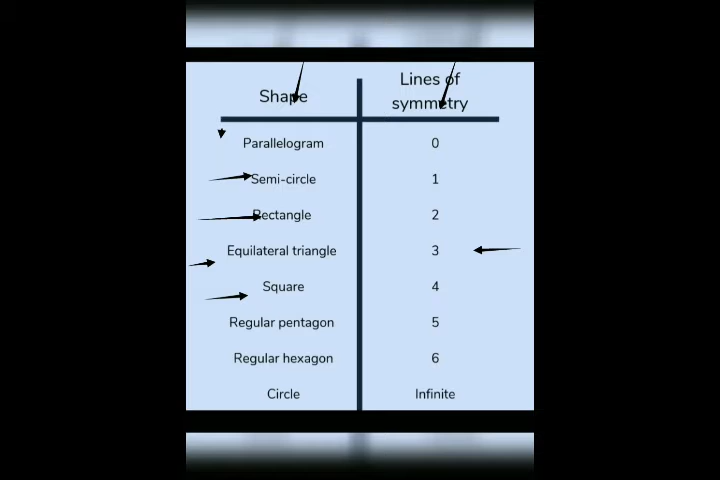 Shape
Lines of
symmetry
Parallelogram 0
Semi-circle 1
Rectangle 2
Equilateral triangle 3
Square 4
Regular pentagon 5
Regular hexagon 6
Circle Infinite